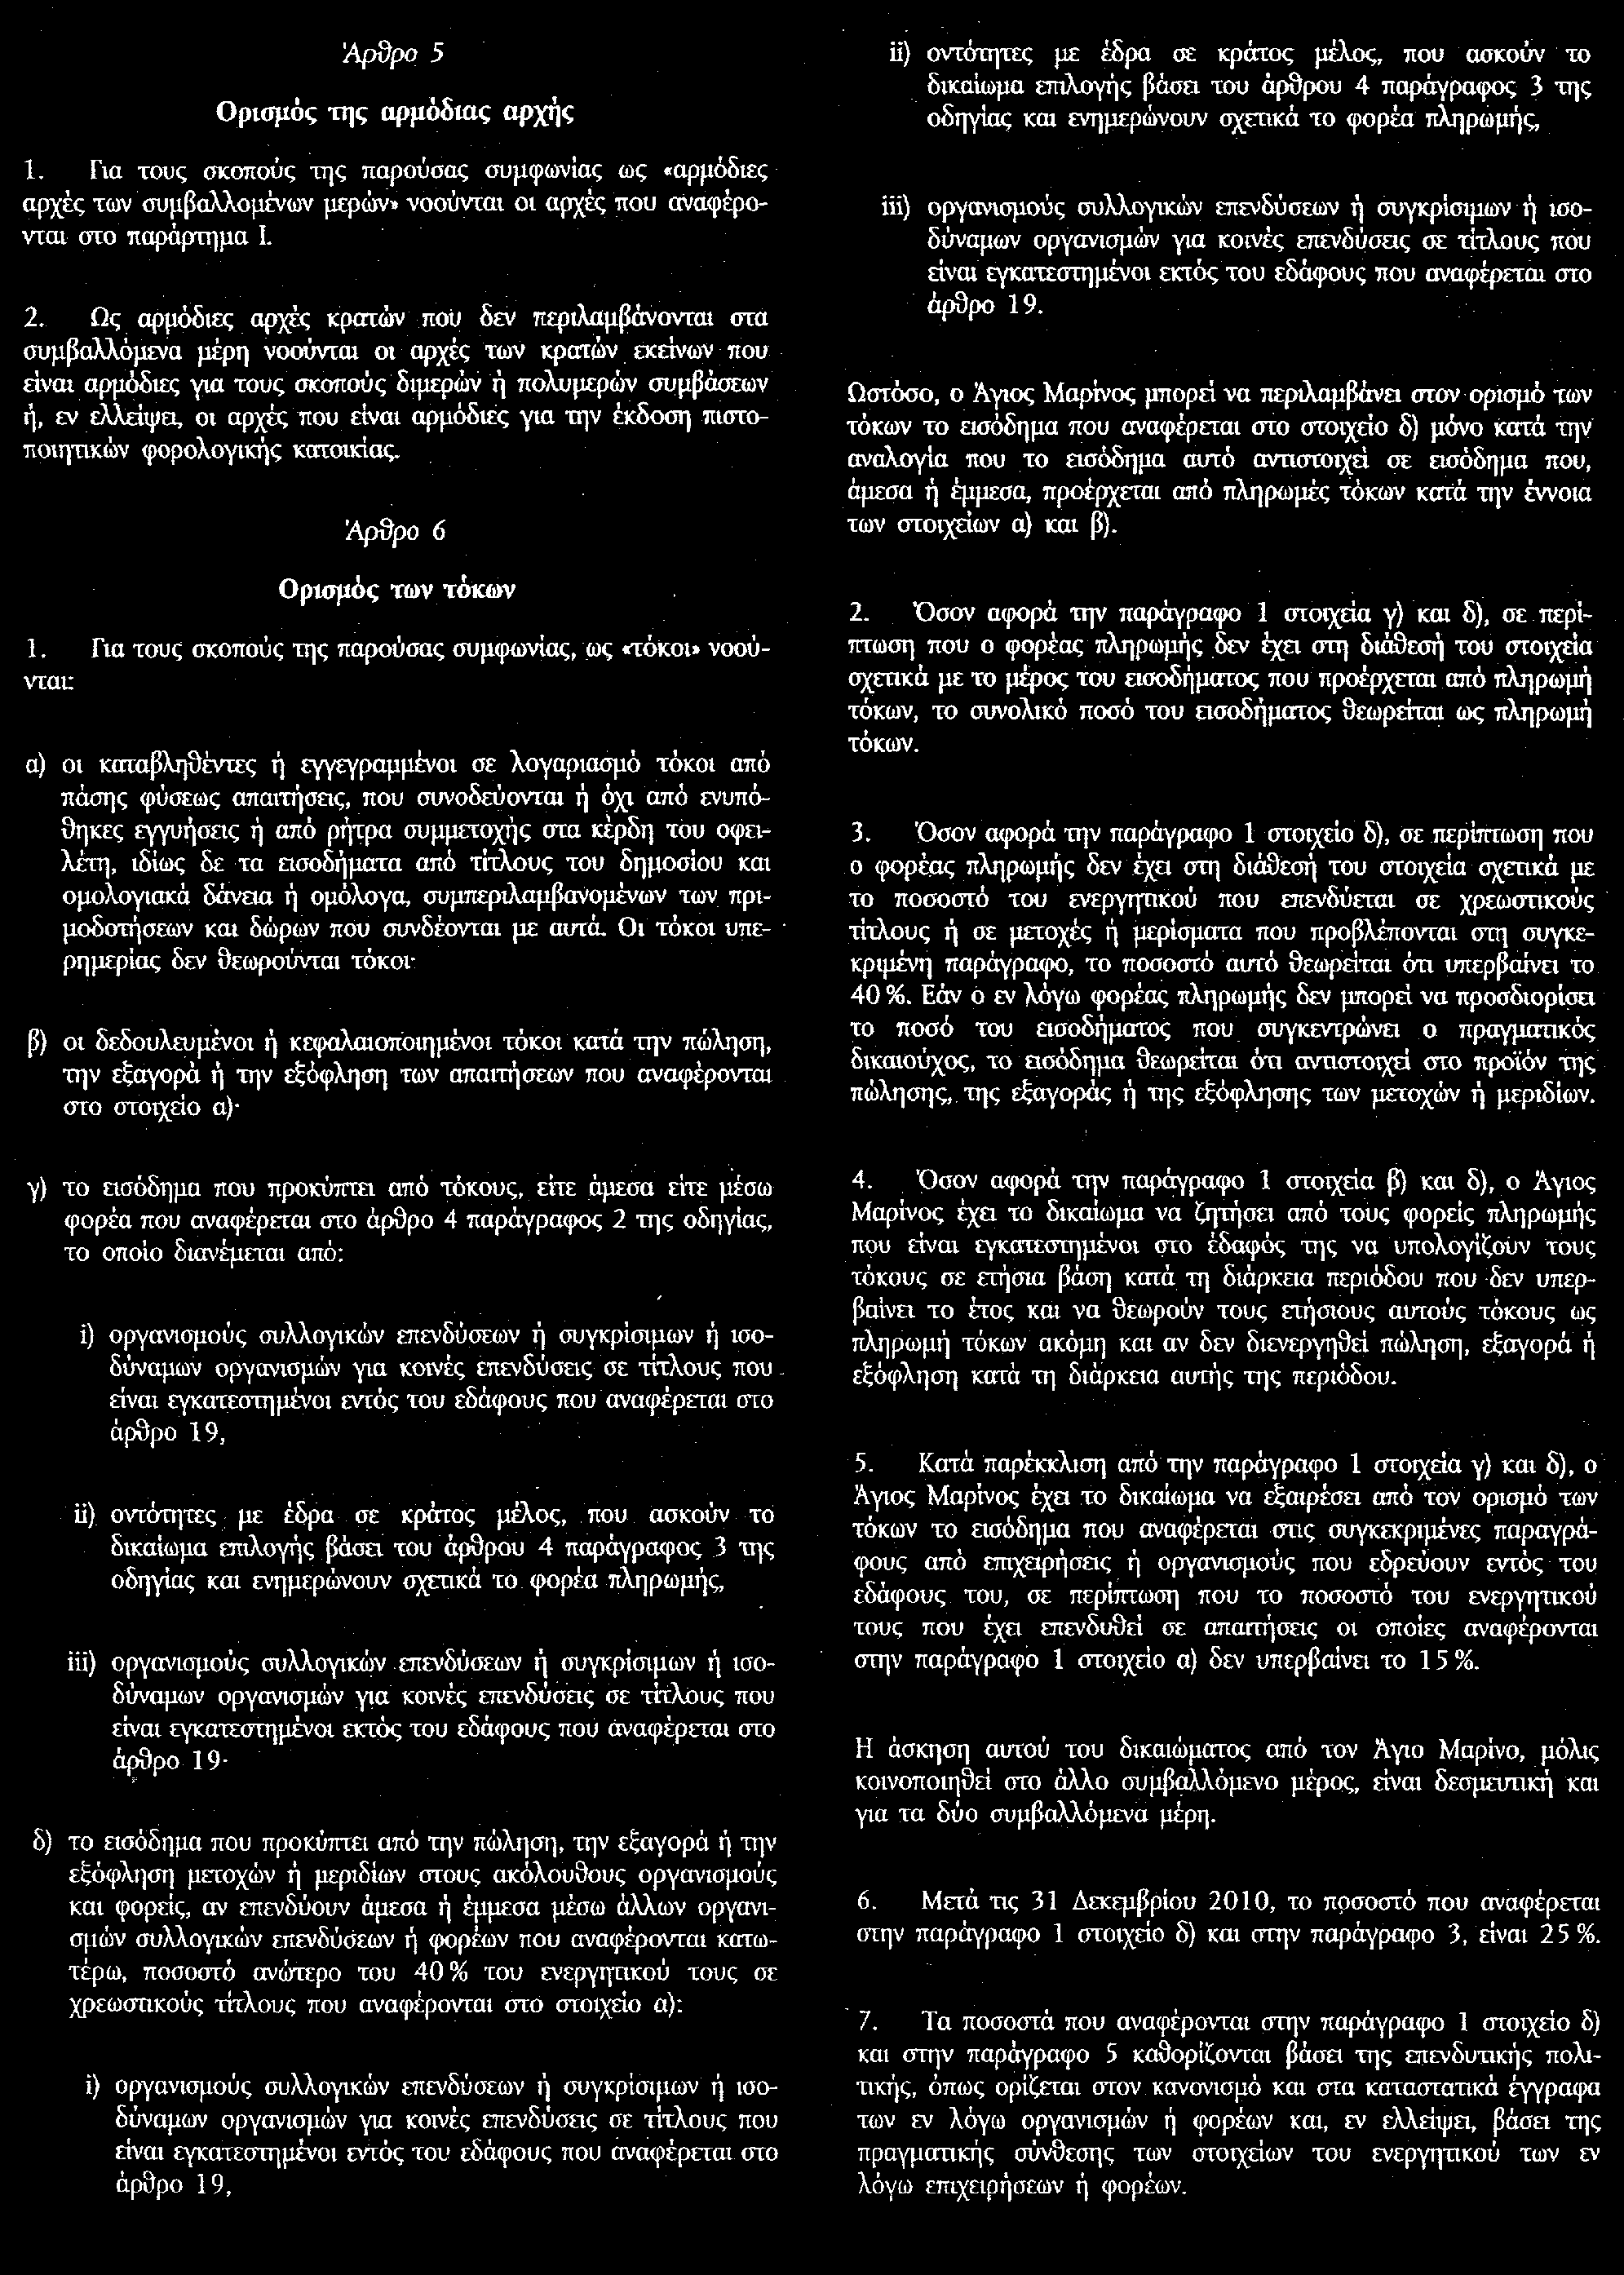 Άρθρο 5
Ορισμός της αρμόδιας αρχής
1. Για τους σκοπούς της παρούσας συμφωνίας ως «αρμόδιες
αρχές των συμβαλλομένων μερών» νοούνται οι αρχές που αναφέρο-
νται στο παράρτημα I.
2. Ως αρμόδιες αρχές κρατών που δεν περιλαμβάνονται στα
συμβαλλόμενα μέρη νοούνται οι αρχές των κρατών εκείνων που
είναι αρμόδιες για τους σκοπούς διμερών ή πολυμερών συμβάσεων
ή, εν ελλείψει, οι αρχές που είναι αρμόδιες για την έκδοση πιστο-
ποιητικών φορολογικής κατοικίας.
Άρθρο 6
Ορισμός των τόκων
1. Για τους σκοπούς της παρούσας συμφωνίας, ως «τόκοι» νοού-
νται:
α) οι καταβληθέντες ή εγγεγραμμένοι σε λογαριασμό τόκοι από
πάσης φύσεως απαιτήσεις, που συνοδεύονται ή όχι από ενυπό-
θηκες εγγυήσεις ή από ρήτρα συμμετοχής στα κέρδη του οφει-
λέτη, ιδίως δε τα εισοδήματα από τίτλους του δημοσίου και
ομολογιακά δάνεια ή ομόλογα, συμπεριλαμβανομένων των πρι-
μοδοτήσεων και δώρων που συνδέονται με αυτά. Οι τόκοι υπε-
ρημερίας δεν θεωρούνται τόκοι·
β) οι δεδουλευμένοι ή κεφαλαιοποιημένοι τόκοι κατά την πώληση,
την εξαγορά ή την εξόφληση των απαιτήσεων που αναφέρονται
στο στοιχείο α)·
γ) το εισόδημα που προκύπτει από τόκους, είτε άμεσα είτε μέσω
φορέα που αναφέρεται στο άρθρο 4 παράγραφος 2 της οδηγίας,
το οποίο διανέμεται από:
i) οργανισμούς συλλογικών επενδύσεων ή συγκρίσιμων ή ισο-
δύναμων οργανισμών για κοινές επενδύσεις σε τίτλους που
είναι εγκατεστημένοι εντός του εδάφους που αναφέρεται στο
άρθρο 19,
ii) οντότητες με έδρα σε κράτος μέλος, που ασκούν το
δικαίωμα επιλογής βάσει του άρθρου 4 παράγραφος 3 της
οδηγίας και ενημερώνουν σχετικά το φορέα πληρωμής,
iii) οργανισμούς συλλογικών επενδύσεων ή συγκρίσιμων ή ισο-
δύναμων οργανισμών για κοινές επενδύσεις σε τίτλους που
είναι εγκατεστημένοι εκτός του εδάφους που αναφέρεται στο
άρθρο 19·
δ) το εισόδημα που προκύπτει από την πώληση, την εξαγορά ή την
εξόφληση μετοχών ή μεριδίων στους ακόλουθους οργανισμούς
και φορείς, αν επενδύουν άμεσα ή έμμεσα μέσω άλλων οργανι-
σμών συλλογικών επενδύσεων ή φορέων που αναφέρονται κατω-
τέρω, ποσοστό ανώτερο του 40 % του ενεργητικού τους σε
χρεωστικούς τίτλους που αναφέρονται στο στοιχείο α):
i) οργανισμούς συλλογικών επενδύσεων ή συγκρίσιμων ή ισο-
δύναμων οργανισμών για κοινές επενδύσεις σε τίτλους που
είναι εγκατεστημένοι εντός του εδάφους που αναφέρεται στο
άρθρο 19,
ii) οντότητες με έδρα σε κράτος μέλος, που ασκούν το
δικαίωμα επιλογής βάσει του άρθρου 4 παράγραφος 3 της
οδηγίας και ενημερώνουν σχετικά το φορέα πληρωμής,
iii) οργανισμούς συλλογικών επενδύσεων ή συγκρίσιμων ή ισο-
δύναμων οργανισμών για κοινές επενδύσεις σε τίτλους που
είναι εγκατεστημένοι εκτός του εδάφους που αναφέρεται στο
άρθρο 19.
Ωστόσο, ο Άγιος Μαρίνος μπορεί να περιλαμβάνει στον ορισμό των
τόκων το εισόδημα που αναφέρεται στο στοιχείο δ) μόνο κατά την
αναλογία που το εισόδημα αυτό αντιστοιχεί σε εισόδημα που,
άμεσα ή έμμεσα, προέρχεται από πληρωμές τόκων κατά την έννοια
των στοιχείων α) και β).
2. Όσον αφορά την παράγραφο 1 στοιχεία γ) και δ), σε περί-
πτωση που ο φορέας πληρωμής δεν έχει στη διάθεσή του στοιχεία
σχετικά με το μέρος του εισοδήματος που προέρχεται από πληρωμή
τόκων, το συνολικό ποσό του εισοδήματος θεωρείται ως πληρωμή
τόκων.
3. Όσον αφορά την παράγραφο 1 στοιχείο δ), σε περίπτωση που
ο φορέας πληρωμής δεν έχει στη διάθεσή του στοιχεία σχετικά με
το ποσοστό του ενεργητικού που επενδύεται σε χρεωστικούς
τίτλους ή σε μετοχές ή μερίσματα που προβλέπονται στη συγκε-
κριμένη παράγραφο, το ποσοστό αυτό θεωρείται ότι υπερβαίνει το
40 %. Εάν ο εν λόγω φορέας πληρωμής δεν μπορεί να προσδιορίσει
το ποσό του εισοδήματος που συγκεντρώνει ο πραγματικός
δικαιούχος, το εισόδημα θεωρείται ότι αντιστοιχεί στο προϊόν της
πώλησης, της εξαγοράς ή της εξόφλησης των μετοχών ή μεριδίων.
4. Όσον αφορά την παράγραφο 1 στοιχεία β) και δ), ο Άγιος
Μαρίνος έχει το δικαίωμα να ζητήσει από τους φορείς πληρωμής
που είναι εγκατεστημένοι στο έδαφός της να υπολογίζουν τους
τόκους σε ετήσια βάση κατά τη διάρκεια περιόδου που δεν υπερ-
βαίνει το έτος και να θεωρούν τους ετήσιους αυτούς τόκους ως
πληρωμή τόκων ακόμη και αν δεν διενεργηθεί πώληση, εξαγορά ή
εξόφληση κατά τη διάρκεια αυτής της περιόδου.
5. Κατά παρέκκλιση από την παράγραφο 1 στοιχεία γ) και δ), ο
Άγιος Μαρίνος έχει το δικαίωμα να εξαιρέσει από τον ορισμό των
τόκων το εισόδημα που αναφέρεται στις συγκεκριμένες παραγρά-
φους από επιχειρήσεις ή οργανισμούς που εδρεύουν εντός του
εδάφους του, σε περίπτωση που το ποσοστό του ενεργητικού
τους που έχει επενδυθεί σε απαιτήσεις οι οποίες αναφέρονται
στην παράγραφο 1 στοιχείο α) δεν υπερβαίνει το 15 %.
Η άσκηση αυτού του δικαιώματος από τον Άγιο Μαρίνο, μόλις
κοινοποιηθεί στο άλλο συμβαλλόμενο μέρος, είναι δεσμευτική και
για τα δύο συμβαλλόμενα μέρη.
6. Μετά τις 31 Δεκεμβρίου 2010, το ποσοστό που αναφέρεται
στην παράγραφο 1 στοιχείο δ) και στην παράγραφο 3, είναι 25 %.
7. Τα ποσοστά που αναφέρονται στην παράγραφο 1 στοιχείο δ)
και στην παράγραφο 5 καθορίζονται βάσει της επενδυτικής πολι-
τικής, όπως ορίζεται στον κανονισμό και στα καταστατικά έγγραφα
των εν λόγω οργανισμών ή φορέων και, εν ελλείψει, βάσει της
πραγματικής σύνθεσης των στοιχείων του ενεργητικού των εν
λόγω επιχειρήσεων ή φορέων.